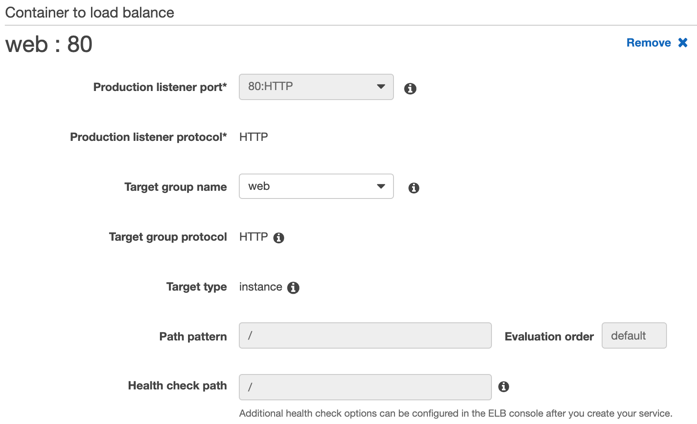 Container to load balance
web : 80
Remove ✖
Production listener port* 80:HTTP
Production listener protocol* HTTP
Target group name web
Target group protocol HTTP
Target type instance
Path pattern / Evaluation order default
Health check path /
Additional health check options can be configured in the ELB console after you create your service.